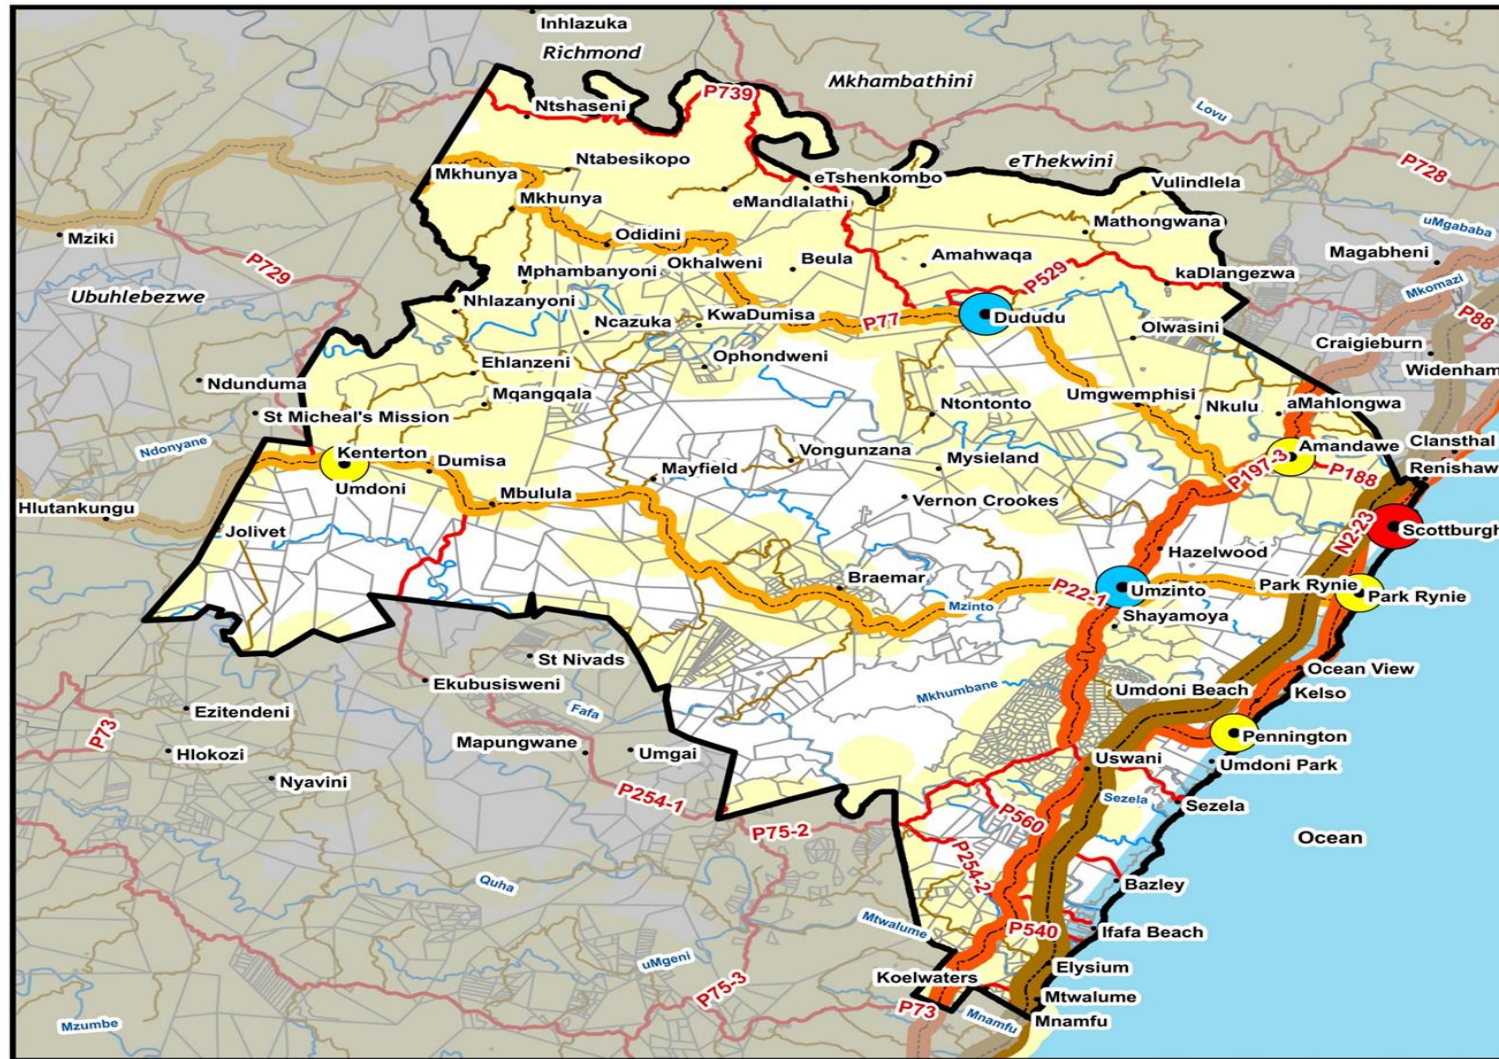 Inhlazuka
Richmond
Mkhambathini
P739
Ntshaseni
Lovu
eThekwini
P728
Ntabesikopo
Mkhunya
eTshenkombo
Vulindlela
Mkhunya
eMandlalathi
Mathongwana
uMgababa
Mziki
Odidini
Magabheni
P729
Okhalweni
Beula
Amahwaqa
Mphambanyoni
P529
kaDlangezwa
Mkomazi
Ubuhlebezwe
Nhlazanyoni
KwaDumisa
P77
Dududu
P88
Ncazuka
Olwasini
Craigieburn
Ophondweni
Ehlanzeni
Widenham
Ndunduma
Mqangqala
Umgwemphisi
aMahlongwa
St Micheal's Mission
Ntontonto
Nkulu
Ndonyane
Kenterton
Vongunzana
Amandawe
Clansthal
Dumisa
Mayfield
Mysieland
P197-3
P188
Renishaw
Umdoni
Mbulula
Vernon Crookes
Hlutankungu
Jolivet
N2-23
Scottburgh
Hazelwood
Braemar
P22-1
Umzinto
Park Rynie
Park Rynie
Mzinto
Shayamoya
St Nivads
Ocean View
Ekubusisweni
Mkhumbane
Umdoni Beach
Kelso
Ezitendeni
Fafa
P73
Hlokozi
Mapungwane
Umgai
Pennington
Nyavini
Uswani
Umdoni Park
P254-1
Sezela
Sezela
P75-2
P560
Ocean
P254-2
Quha
Bazley
Mtwalume
P540
Ifafa Beach
uMgeni
Koelwaters
Elysium
P75-3
Mtwalume
P73
Mnamfu
Mnamfu
Mzumbe